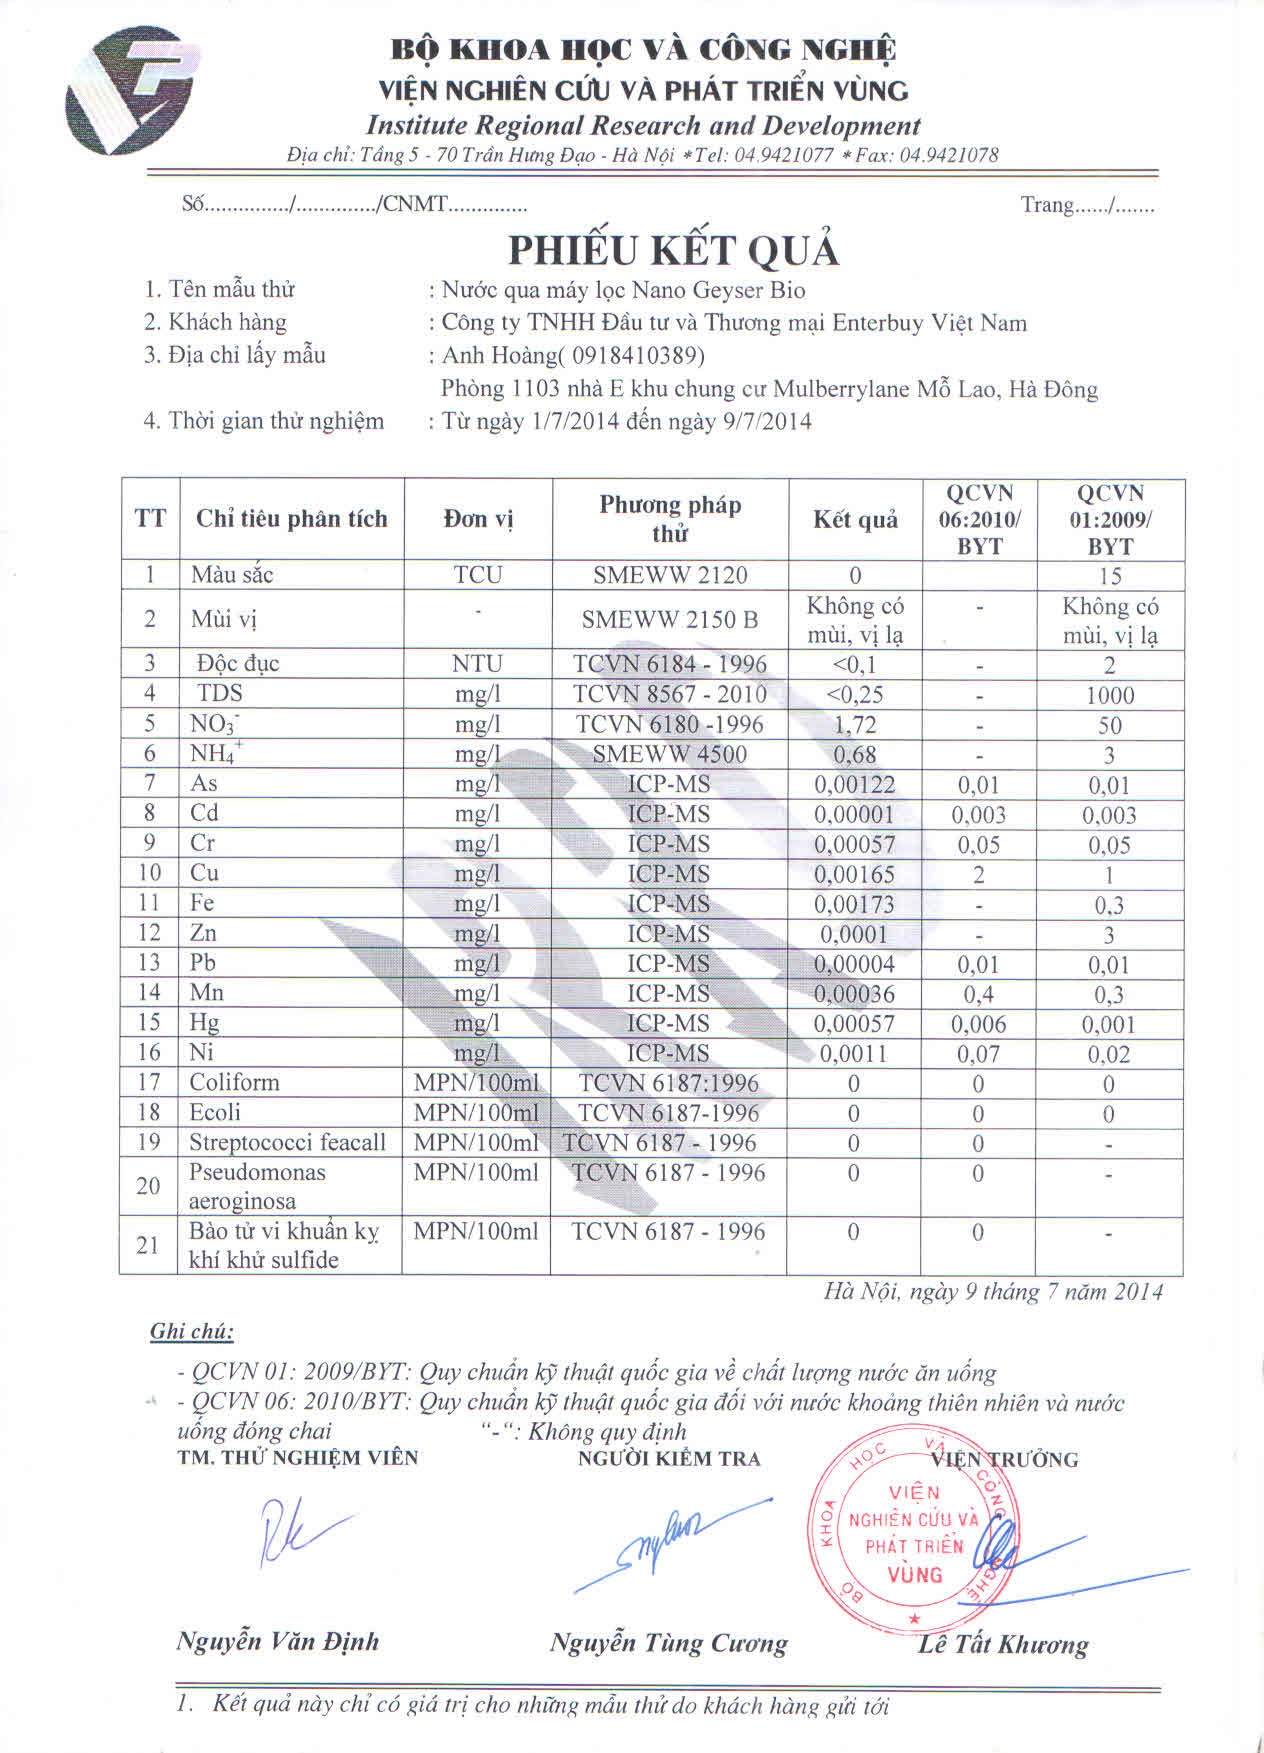 BỘ KHOA HỌC VÀ CÔNG NGHỆ
VIỆN NGHIÊN CỨU VÀ PHÁT TRIỂN VÙNG
Institute Regional Research and Development
Địa chỉ: Tầng 5 - 70 Trần Hưng Đạo - Hà Nội * Tel: 04.9421077 * Fax: 04.9421078
Số.............../............../CNMT..............
Trang....../.......
PHIẾU KẾT QUẢ
1. Tên mẫu thử : Nước qua máy lọc Nano Geyser Bio
2. Khách hàng : Công ty TNHH Đầu tư và Thương mại Enterbuy Việt Nam
3. Địa chỉ lấy mẫu : Anh Hoàng( 0918410389)
Phòng 1103 nhà E khu chung cư Mulberrylane Mỗ Lao, Hà Đông
4. Thời gian thử nghiệm : Từ ngày 1/7/2014 đến ngày 9/7/2014
TT Chỉ tiêu phân tích Đơn vị Phương pháp thử Kết quả QCVN 06:2010/ BYT QCVN 01:2009/ BYT
1 Màu sắc TCU SMEWW 2120 0 15
2 Mùi vị - SMEWW 2150 B Không có mùi, vị lạ - Không có mùi, vị lạ
3 Độc đục NTU TCVN 6184 - 1996 <0,1 - 2
4 TDS mg/l TCVN 8567 - 2010 <0,25 - 1000
5 NO₃⁻ mg/l TCVN 6180 -1996 1,72 - 50
6 NH₄⁺ mg/l SMEWW 4500 0,68 - 3
7 As mg/l ICP-MS 0,00122 0,01 0,01
8 Cd mg/l ICP-MS 0,00001 0,003 0,003
9 Cr mg/l ICP-MS 0,00057 0,05 0,05
10 Cu mg/l ICP-MS 0,00165 2 1
11 Fe mg/l ICP-MS 0,00173 - 0,3
12 Zn mg/l ICP-MS 0,0001 - 3
13 Pb mg/l ICP-MS 0,00004 0,01 0,01
14 Mn mg/l ICP-MS 0,00036 0,4 0,3
15 Hg mg/l ICP-MS 0,00057 0,006 0,001
16 Ni mg/l ICP-MS 0,0011 0,07 0,02
17 Coliform MPN/100ml TCVN 6187:1996 0 0 0
18 Ecoli MPN/100ml TCVN 6187-1996 0 0 0
19 Streptococci feacall MPN/100ml TCVN 6187 - 1996 0 0 -
20 Pseudomonas aeroginosa MPN/100ml TCVN 6187 - 1996 0 0 -
21 Bào tử vi khuẩn kỵ khí khử sulfide MPN/100ml TCVN 6187 - 1996 0 0 -
Hà Nội, ngày 9 tháng 7 năm 2014
Ghi chú:
- QCVN 01: 2009/BYT: Quy chuẩn kỹ thuật quốc gia về chất lượng nước ăn uống
- QCVN 06: 2010/BYT: Quy chuẩn kỹ thuật quốc gia đối với nước khoảng thiên nhiên và nước
uống đóng chai "-": Không quy định
TM. THỬ NGHIỆM VIÊN NGƯỜI KIỂM TRA VIỆN TRƯỞNG
BỘ KHOA HỌC VÀ CÔNG NGHỆ
VIỆN
NGHIÊN CỨU VÀ
PHÁT TRIỂN
VÙNG
Nguyễn Văn Định Nguyễn Tùng Cương Lê Tất Khương
1. Kết quả này chỉ có giá trị cho những mẫu thử do khách hàng gửi tới